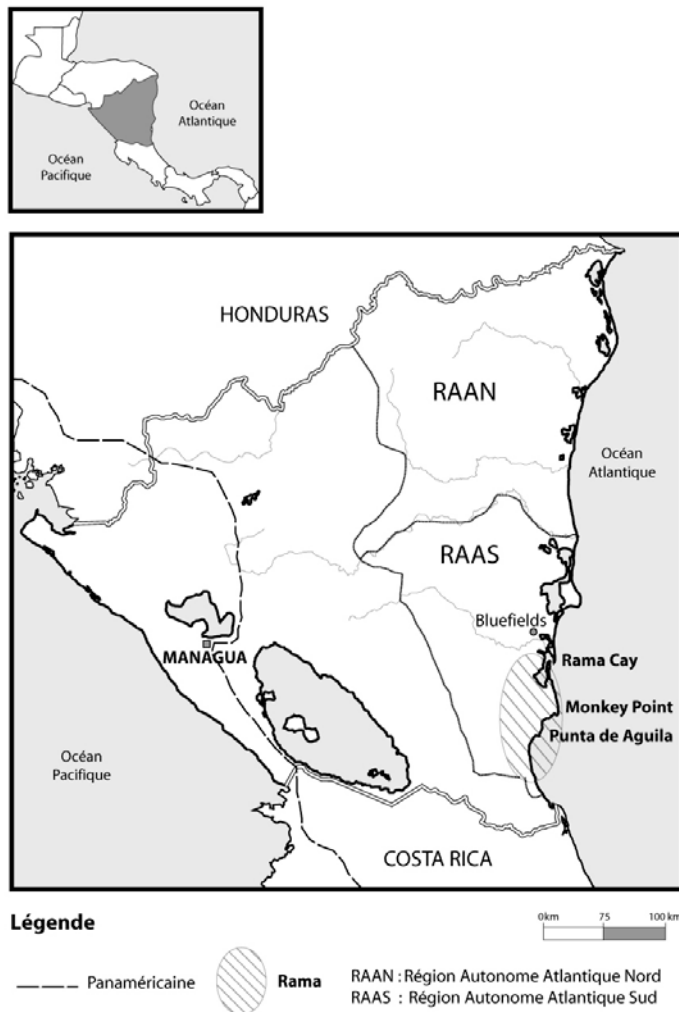 Océan
Atlantique
Océan
Pacifique
HONDURAS
RAAN
Océan
Atlantique
RAAS
Bluefields
MANAGUA
Rama Cay
Monkey Point
Punta de Aguila
Océan
Pacifique
COSTA RICA
Légende
0km 75 100 km
Panaméricaine
Rama
RAAN : Région Autonome Atlantique Nord
RAAS : Région Autonome Atlantique Sud